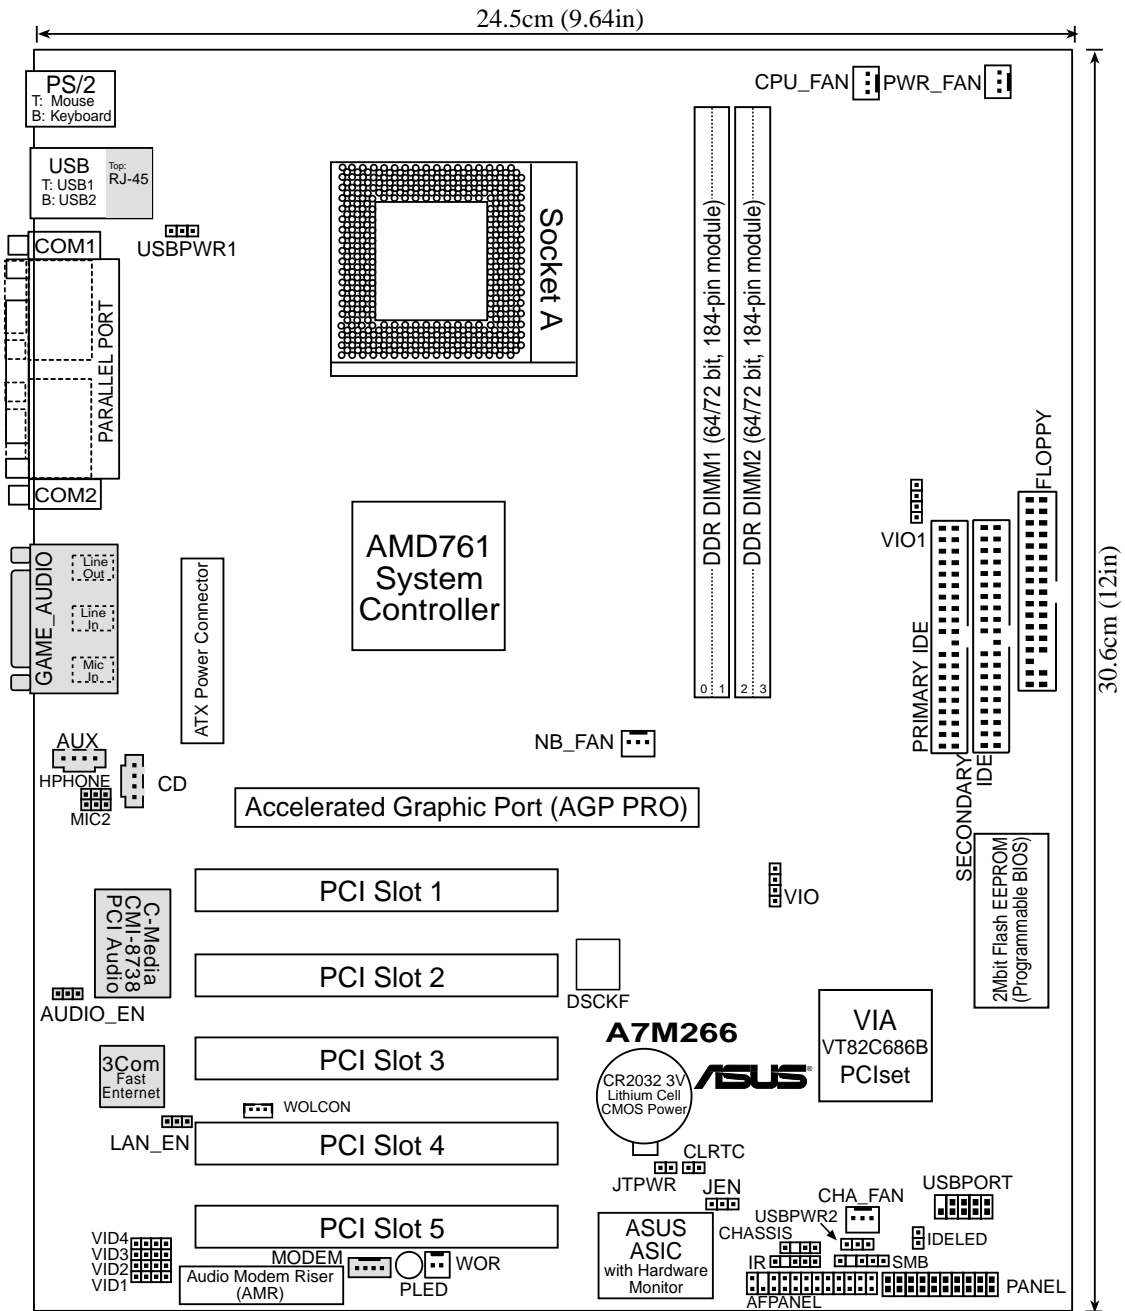 24.5cm (9.64in)
PS/2
T: Mouse
B: Keyboard
CPU_FAN
PWR_FAN
USB
T: USB1
B: USB2
Top:
RJ-45
USBPWR1
COM1
PARALLEL PORT
COM2
Socket A
DDR DIMM1 (64/72 bit, 184-pin module)
DDR DIMM2 (64/72 bit, 184-pin module)
0 1
2 3
FLOPPY
VIO1
PRIMARY IDE
SECONDARY
IDE
30.6cm (12in)
AMD761
System
Controller
GAME_AUDIO
Line
Out
Line
In
Mic
In
ATX Power Connector
AUX
HPHONE
MIC2
CD
NB_FAN
Accelerated Graphic Port (AGP PRO)
PCI Slot 1
VIO
2Mbit Flash EEPROM
(Programmable BIOS)
C-Media
CMI-8738
PCI Audio
PCI Slot 2
DSCKF
AUDIO_EN
A7M266
VIA
VT82C686B
PCIset
PCI Slot 3
3Com
Fast
Enternet
CR2032 3V
Lithium Cell
CMOS Power
ASUS®
WOLCON
LAN_EN
PCI Slot 4
CLRTC
JTPWR
JEN
USBPORT
CHA_FAN
USBPWR2
CHASSIS
PCI Slot 5
ASUS
ASIC
with Hardware
Monitor
IDELED
IR
SMB
VID4
VID3
VID2
VID1
MODEM
WOR
Audio Modem Riser
(AMR)
PLED
AFPANEL
PANEL